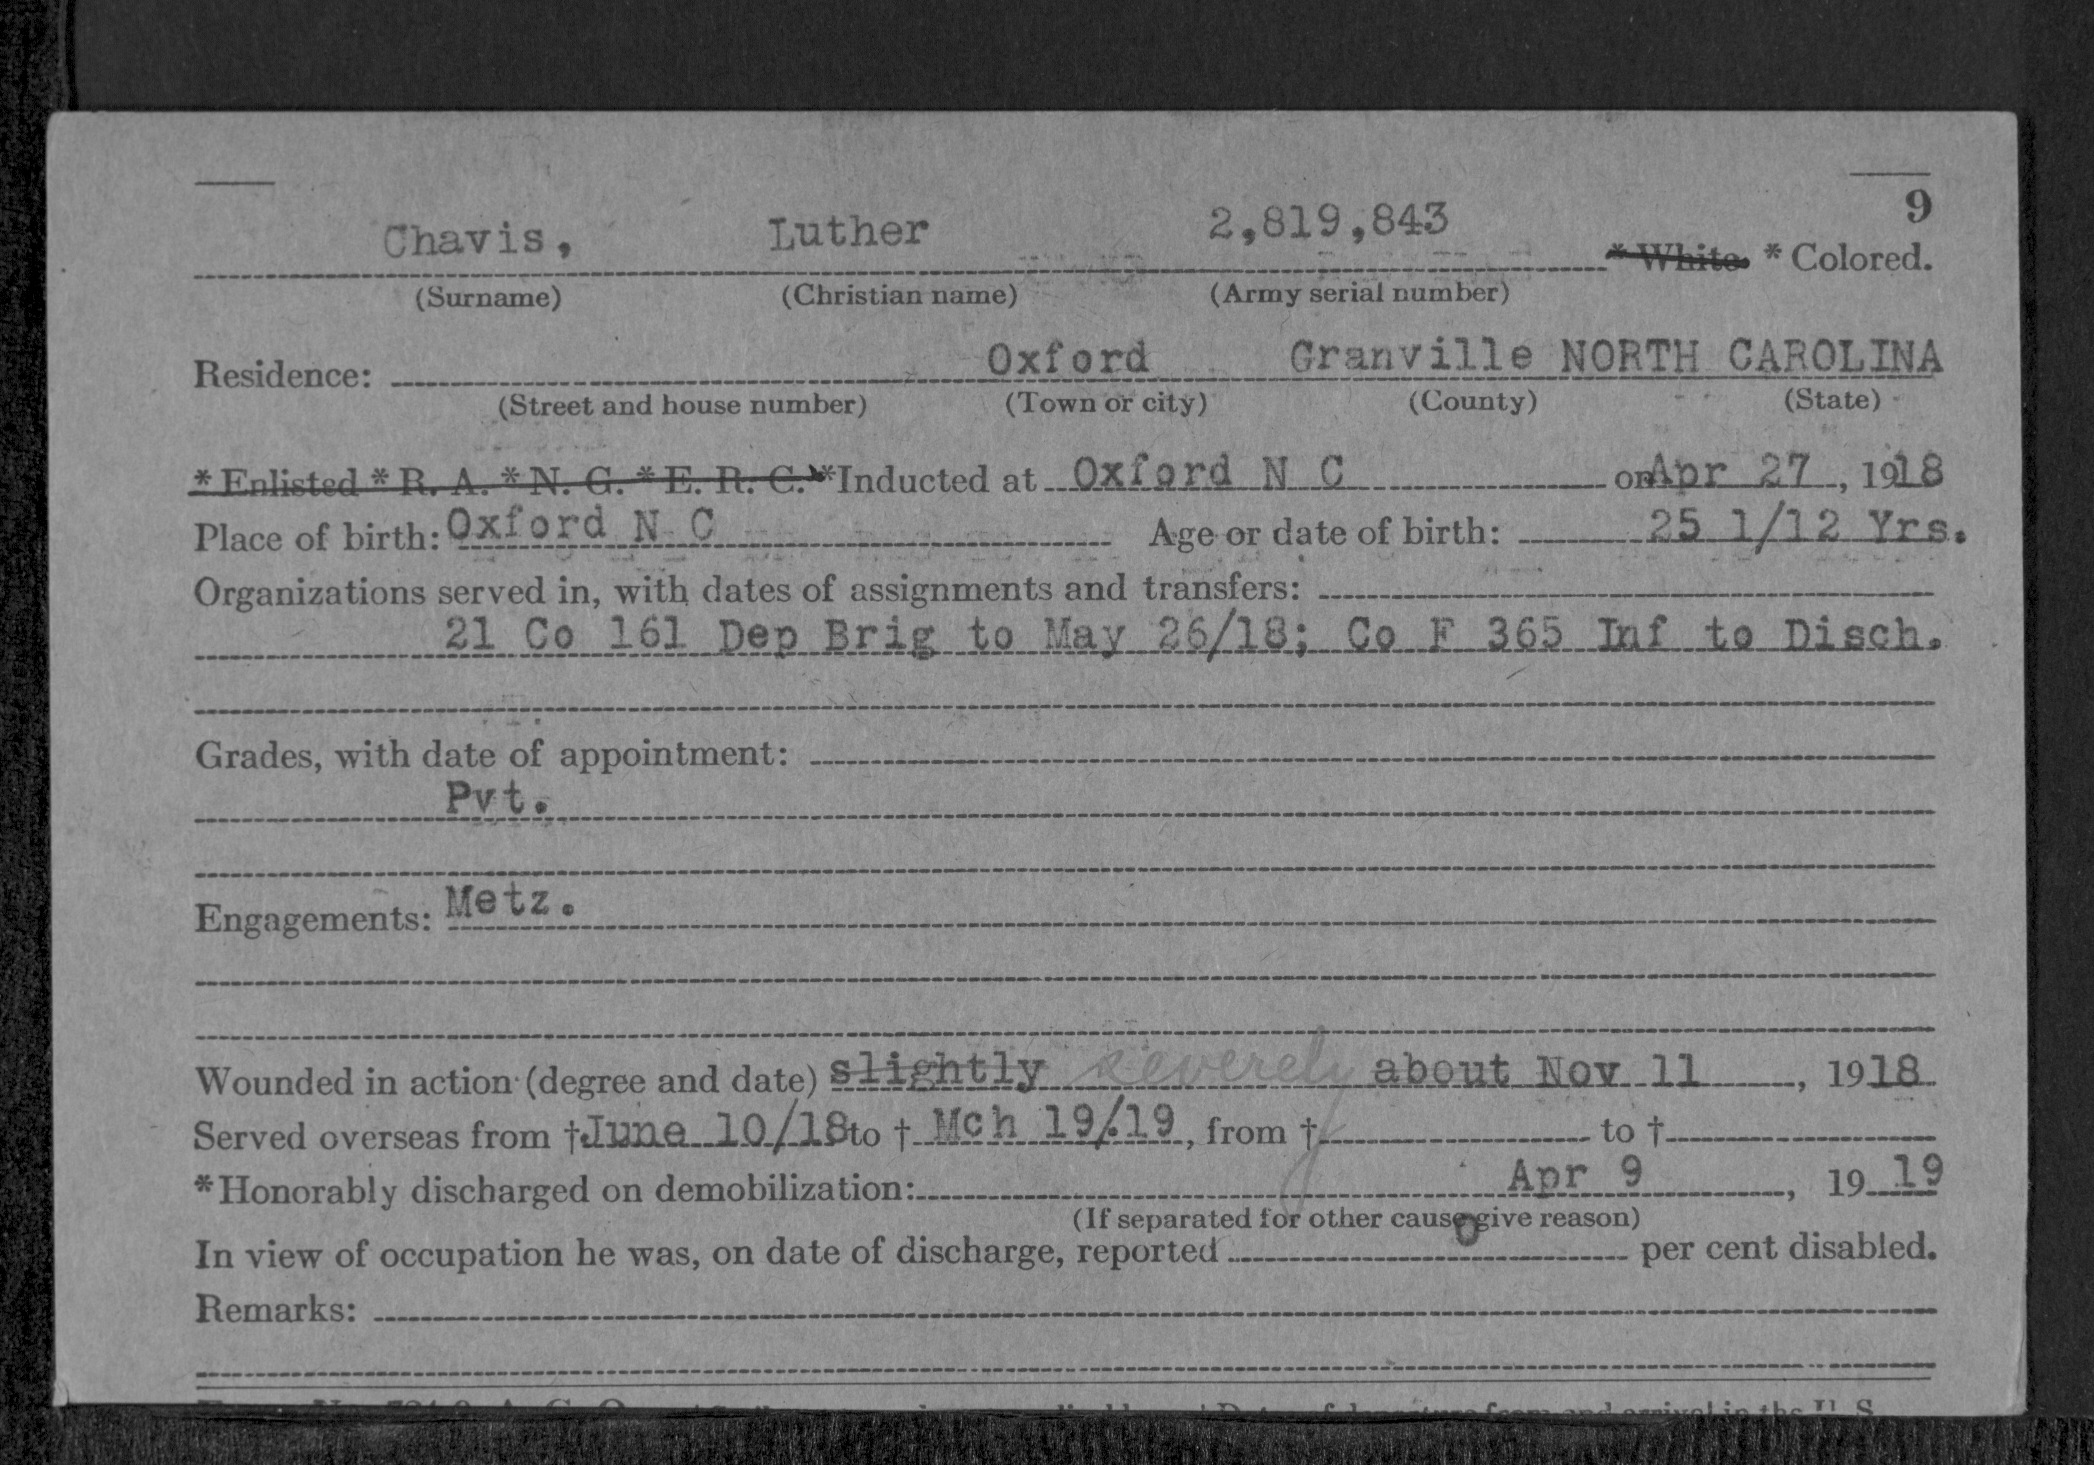 9
Chavis, Luther 2,819,843 * White * Colored.
(Surname) (Christian name) (Army serial number)
Residence: Oxford Granville NORTH CAROLINA
(Street and house number) (Town or city) (County) (State)
* Enlisted * R. A. * N. G. * E. R. C. *Inducted at Oxford N C on Apr 27, 1918
Place of birth: Oxford N C Age or date of birth: 25 1/12 Yrs.
Organizations served in, with dates of assignments and transfers:
21 Co 161 Dep Brig to May 26/18; Co F 365 Inf to Disch.
Grades, with date of appointment:
Pvt.
Engagements: Metz.
Wounded in action (degree and date) slightly severely about Nov 11, 1918
Served overseas from † June 10/18 to † Mch 19/19, from † to †
* Honorably discharged on demobilization: Apr 9, 19 19
(If separated for other cause give reason)
In view of occupation he was, on date of discharge, reported 0 per cent disabled.
Remarks: